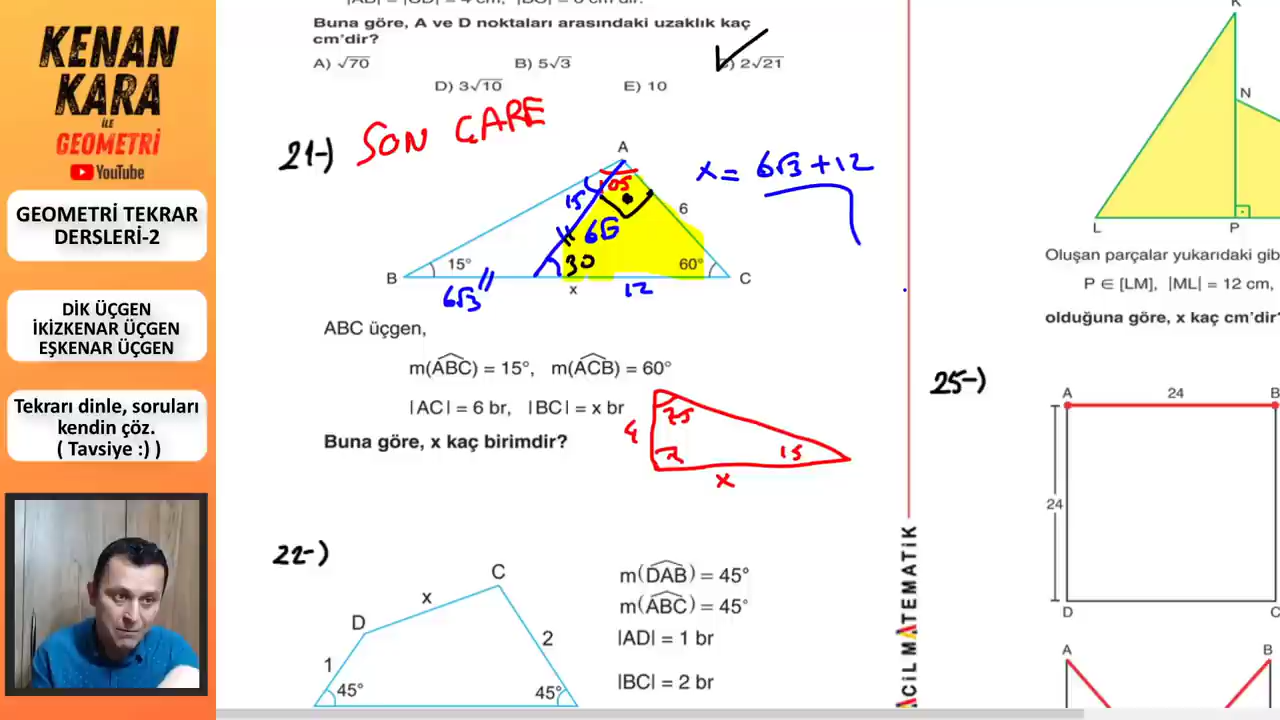 KENAN
KARA
İLE
GEOMETRİ
YouTube
GEOMETRİ TEKRAR
DERSLERİ-2
DİK ÜÇGEN
İKİZKENAR ÜÇGEN
EŞKENAR ÜÇGEN
Tekrarı dinle, soruları
kendin çöz.
( Tavsiye :) )
Buna göre, A ve D noktaları arasındaki uzaklık kaç
cm'dir?
A) √70
B) 5√3
2√21
D) 3√10
E) 10
21-) SON ÇARE
A
15
105
6
6√3
30
B
15°
60°
C
6√3
x
12
x = 6√3 + 12
ABC üçgen,
m(ABC) = 15°, m(ACB) = 60°
|AC| = 6 br, |BC| = x br
Buna göre, x kaç birimdir?
75
15
x
22-)
C
x
D
2
1
45°
45°
m(DAB) = 45°
m(ABC) = 45°
|AD| = 1 br
|BC| = 2 br
ACiLMATEMATİK
K
N
L
P
Oluşan parçalar yukarıdaki gib
P ∈ [LM], |ML| = 12 cm,
olduğuna göre, x kaç cm'dir?
25-)
A
24
B
24
D
C
A
B